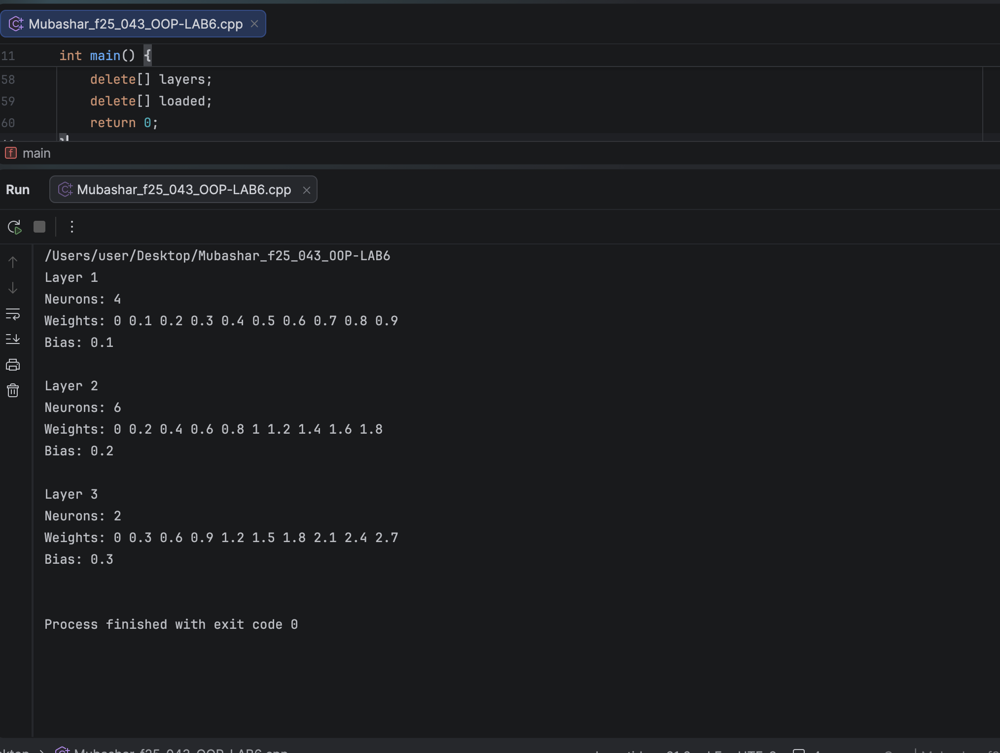 Mubashar_f25_043_OOP-LAB6.cpp
11 int main() {
58 delete[] layers;
59 delete[] loaded;
60 return 0;
main
Run Mubashar_f25_043_OOP-LAB6.cpp
/Users/user/Desktop/Mubashar_f25_043_OOP-LAB6
Layer 1
Neurons: 4
Weights: 0 0.1 0.2 0.3 0.4 0.5 0.6 0.7 0.8 0.9
Bias: 0.1
Layer 2
Neurons: 6
Weights: 0 0.2 0.4 0.6 0.8 1 1.2 1.4 1.6 1.8
Bias: 0.2
Layer 3
Neurons: 2
Weights: 0 0.3 0.6 0.9 1.2 1.5 1.8 2.1 2.4 2.7
Bias: 0.3
Process finished with exit code 0
Mubashar_f25_043_OOP-LAB6.cpp